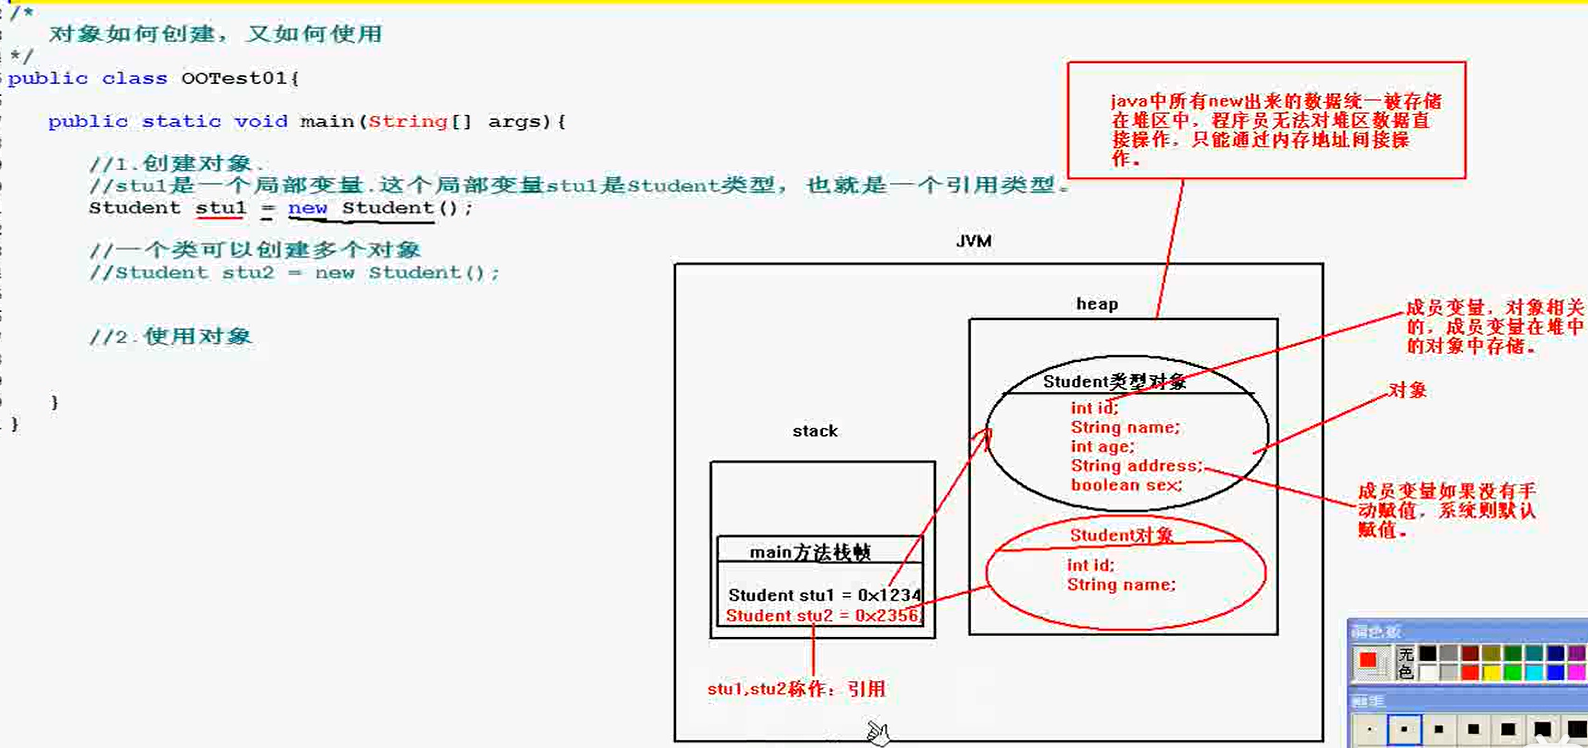 /*
对象如何创建，又如何使用
*/
public class OOTest01{
public static void main(String[] args){
//1.创建对象.
//stu1是一个局部变量.这个局部变量stu1是Student类型，也就是一个引用类型。
Student stu1 = new Student();
//一个类可以创建多个对象
//Student stu2 = new Student();
//2.使用对象
}
}
java中所有new出来的数据统一被存储
在堆区中，程序员无法对堆区数据直
接操作，只能通过内存地址间接操
作。
JVM
heap
Student类型对象
int id;
String name;
int age;
String address;
boolean sex;
Student对象
int id;
String name;
成员变量，对象相关
的，成员变量在堆中
的对象中存储。
对象
成员变量如果没有手
动赋值，系统则默认
赋值。
stack
main方法栈帧
Student stu1 = 0x1234
Student stu2 = 0x2356;
stu1,stu2称作：引用
无
色